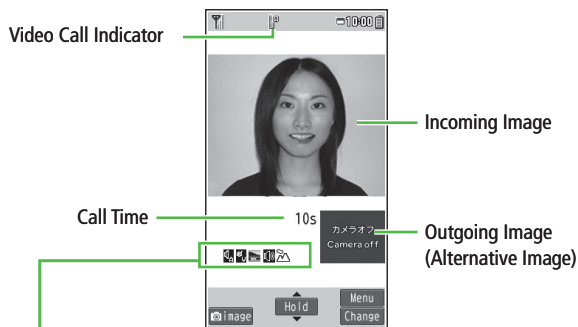 10:00
Video Call Indicator
Incoming Image
Call Time
10s
カメラオフ
Camera off
Outgoing Image
(Alternative Image)
Menu
Hold
image
Change